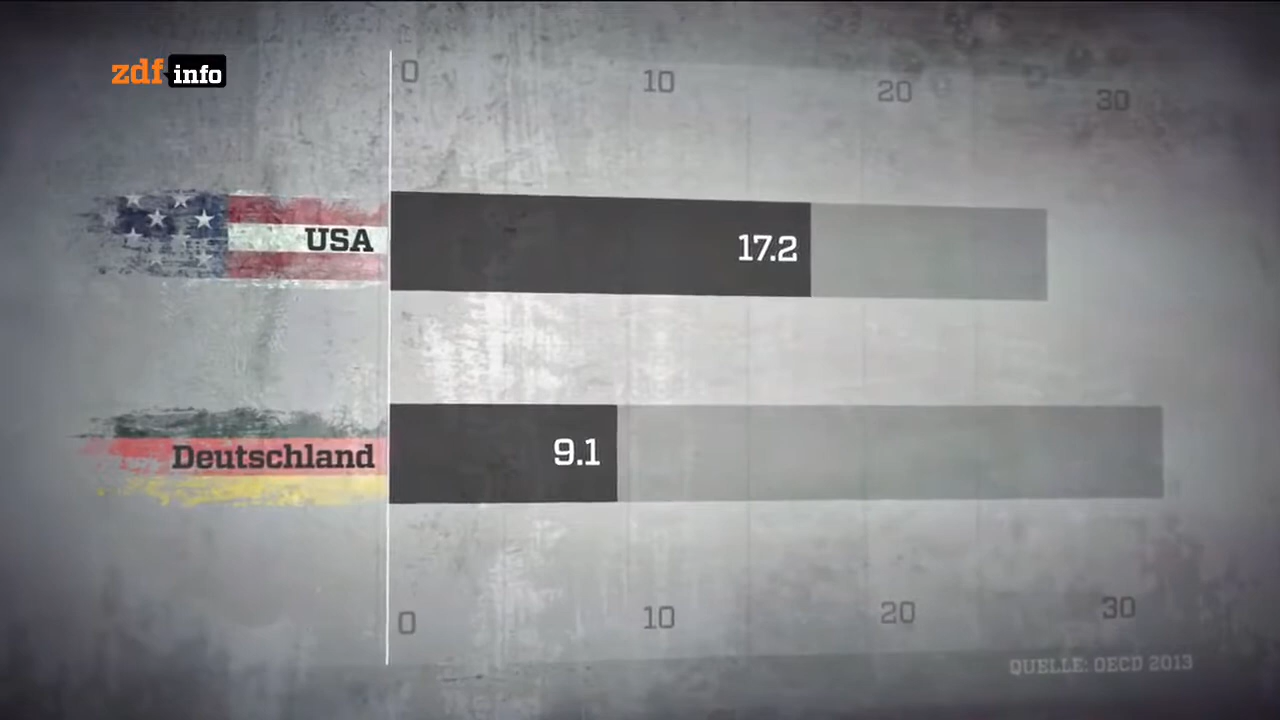 zdf info
0 10 20 30
USA 17.2
Deutschland 9.1
0 10 20 30
QUELLE: OECD 2013